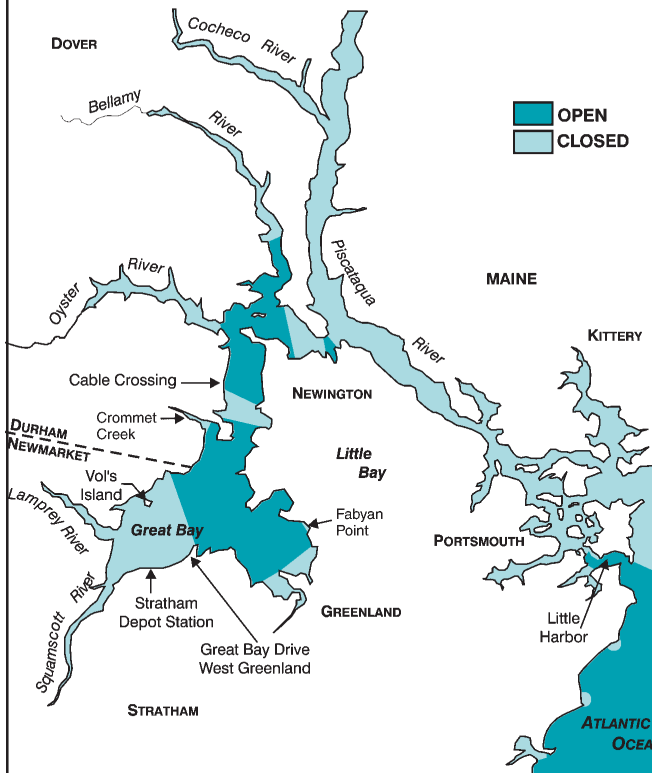 Cocheco River
DOVER
Bellamy
River
OPEN
CLOSED
Piscataqua
River
River
Oyster
MAINE
KITTERY
Cable Crossing
NEWINGTON
Crommet
Creek
DURHAM
NEWMARKET
Little
Bay
Vol's
Island
Lamprey River
Great Bay
Fabyan
Point
PORTSMOUTH
Squamscott River
Stratham
Depot Station
GREENLAND
Little
Harbor
Great Bay Drive
West Greenland
STRATHAM
ATLANTIC
OCEA